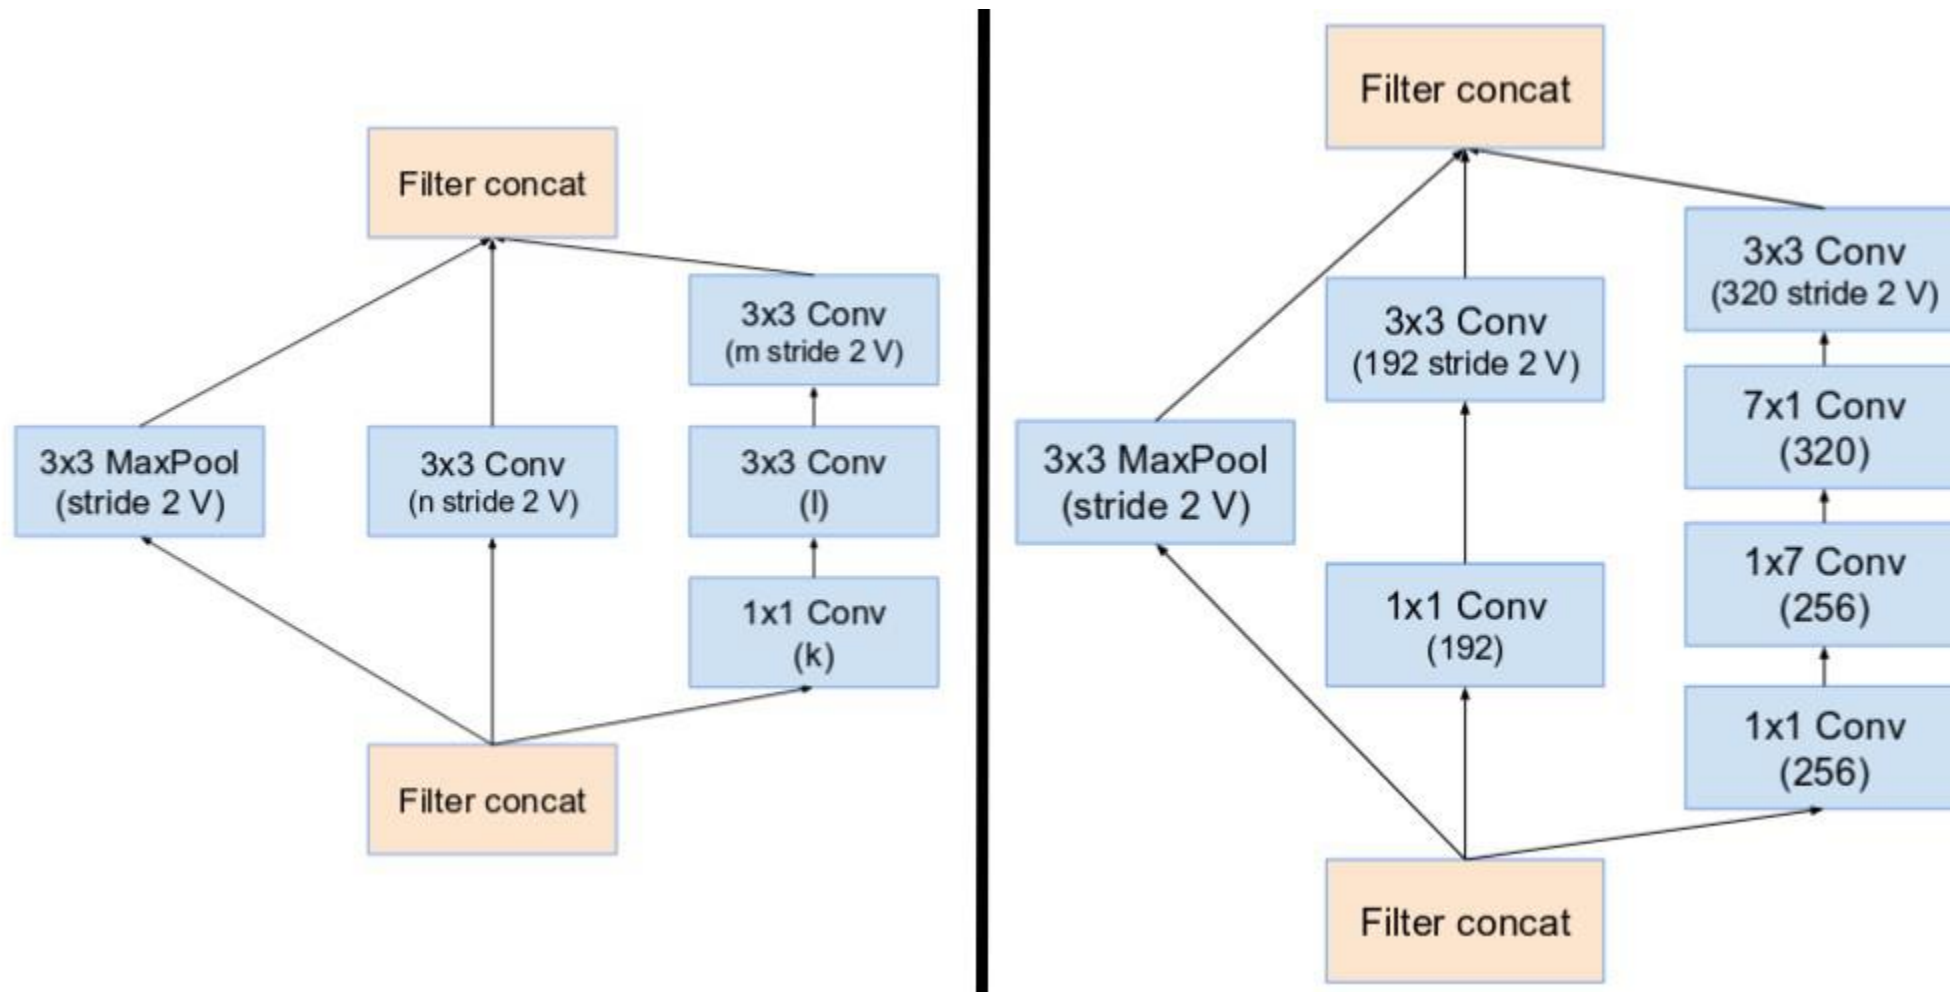 Filter concat
3x3 Conv
(m stride 2 V)
3x3 MaxPool
(stride 2 V)
3x3 Conv
(n stride 2 V)
3x3 Conv
(l)
1x1 Conv
(k)
Filter concat
Filter concat
3x3 Conv
(320 stride 2 V)
3x3 Conv
(192 stride 2 V)
7x1 Conv
(320)
3x3 MaxPool
(stride 2 V)
1x7 Conv
(256)
1x1 Conv
(192)
1x1 Conv
(256)
Filter concat